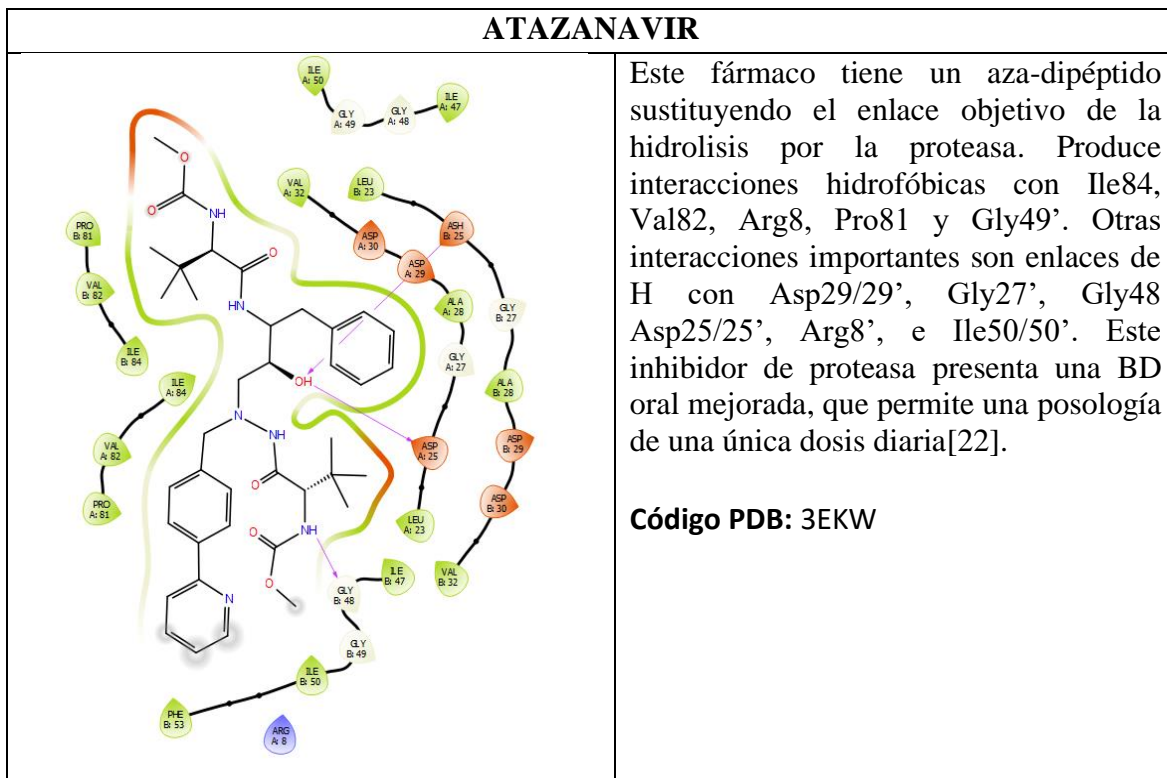 ATAZANAVIR
ILE
A: 50
GLY
A: 49
GLY
A: 48
ILE
A: 47
O
O
NH
O
HN
OH
N
NH
O
NH
O
O
N
VAL
A: 32
LEU
B: 23
ASP
A: 30
ASH
B: 25
ASP
A: 29
ALA
A: 28
GLY
B: 27
GLY
A: 27
ALA
B: 28
ASP
A: 25
ASP
B: 29
ASP
B: 30
LEU
A: 23
VAL
B: 32
PRO
B: 81
VAL
B: 82
ILE
B: 84
ILE
A: 84
VAL
A: 82
PRO
A: 81
ILE
B: 47
GLY
B: 48
GLY
B: 49
ILE
B: 50
PHE
B: 53
ARG
A: 8
Este fármaco tiene un aza-dipéptido
sustituyendo el enlace objetivo de la
hidrolisis por la proteasa. Produce
interacciones hidrofóbicas con Ile84,
Val82, Arg8, Pro81 y Gly49’. Otras
interacciones importantes son enlaces de
H con Asp29/29’, Gly27’, Gly48
Asp25/25’, Arg8’, e Ile50/50’. Este
inhibidor de proteasa presenta una BD
oral mejorada, que permite una posología
de una única dosis diaria[22].
Código PDB: 3EKW